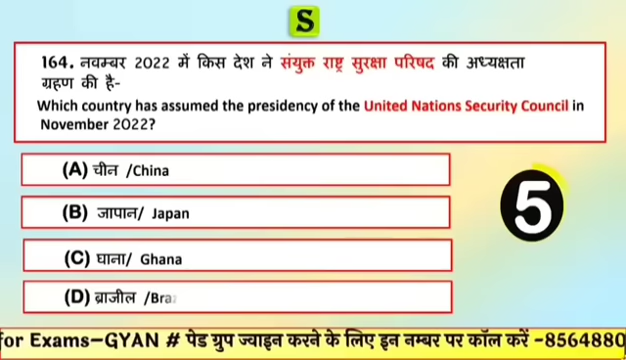 S
164. नवम्बर 2022 में किस देश ने संयुक्त राष्ट्र सुरक्षा परिषद की अध्यक्षता
ग्रहण की है-
Which country has assumed the presidency of the United Nations Security Council in
November 2022?
(A) चीन /China
(B) जापान/ Japan
5
(C) घाना/ Ghana
(D) ब्राजील /Bra
for Exams-GYAN # पेड ग्रुप ज्वाइन करने के लिए इन नम्बर पर कॉल करें -8564880